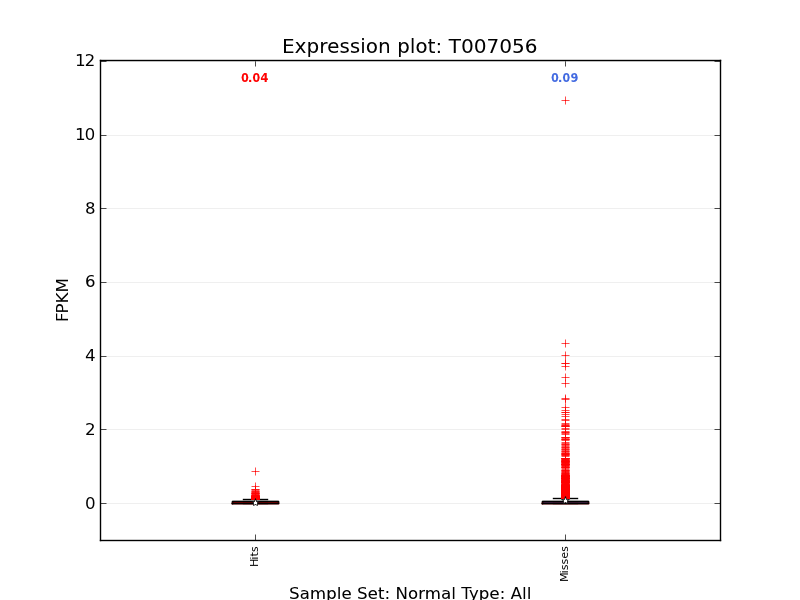 Expression plot: T007056
0.04
0.09
12
10
8
6
4
2
0
FPKM
Hits
Misses
Sample Set: Normal Type: All